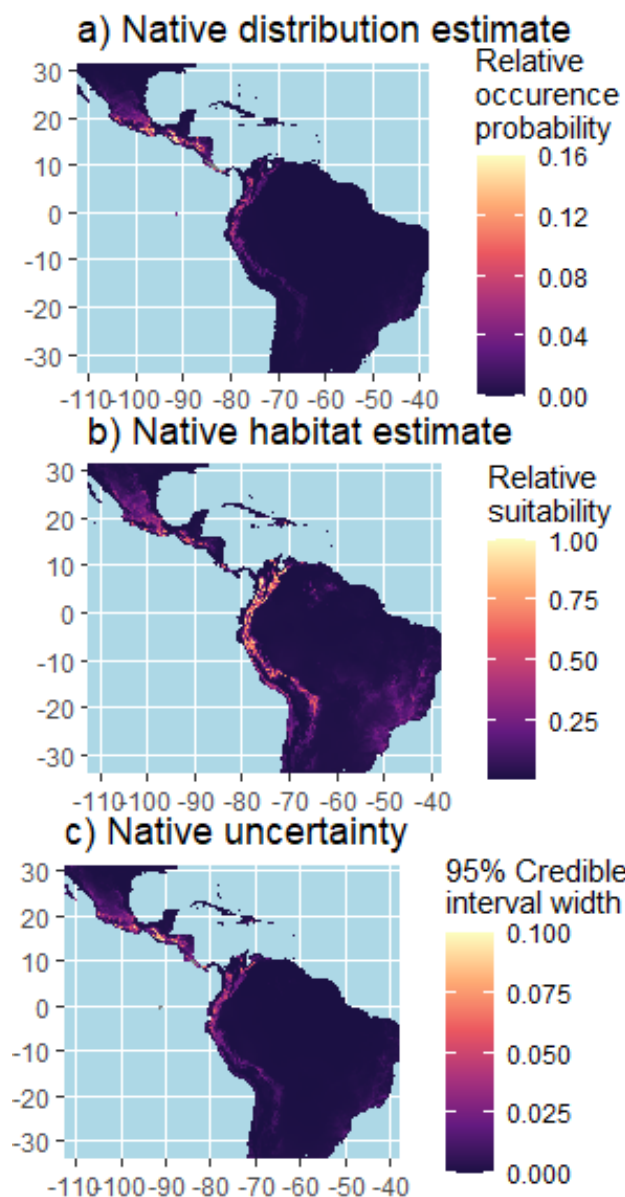 a) Native distribution estimate
Relative
occurence
probability
30
20
10
0
-10
-20
-30
-110 -100 -90 -80 -70 -60 -50 -40
0.16
0.12
0.08
0.04
0.00
b) Native habitat estimate
Relative
suitability
30
20
10
0
-10
-20
-30
-110 -100 -90 -80 -70 -60 -50 -40
1.00
0.75
0.50
0.25
c) Native uncertainty
95% Credible
interval width
30
20
10
0
-10
-20
-30
-110 -100 -90 -80 -70 -60 -50 -40
0.100
0.075
0.050
0.025
0.000